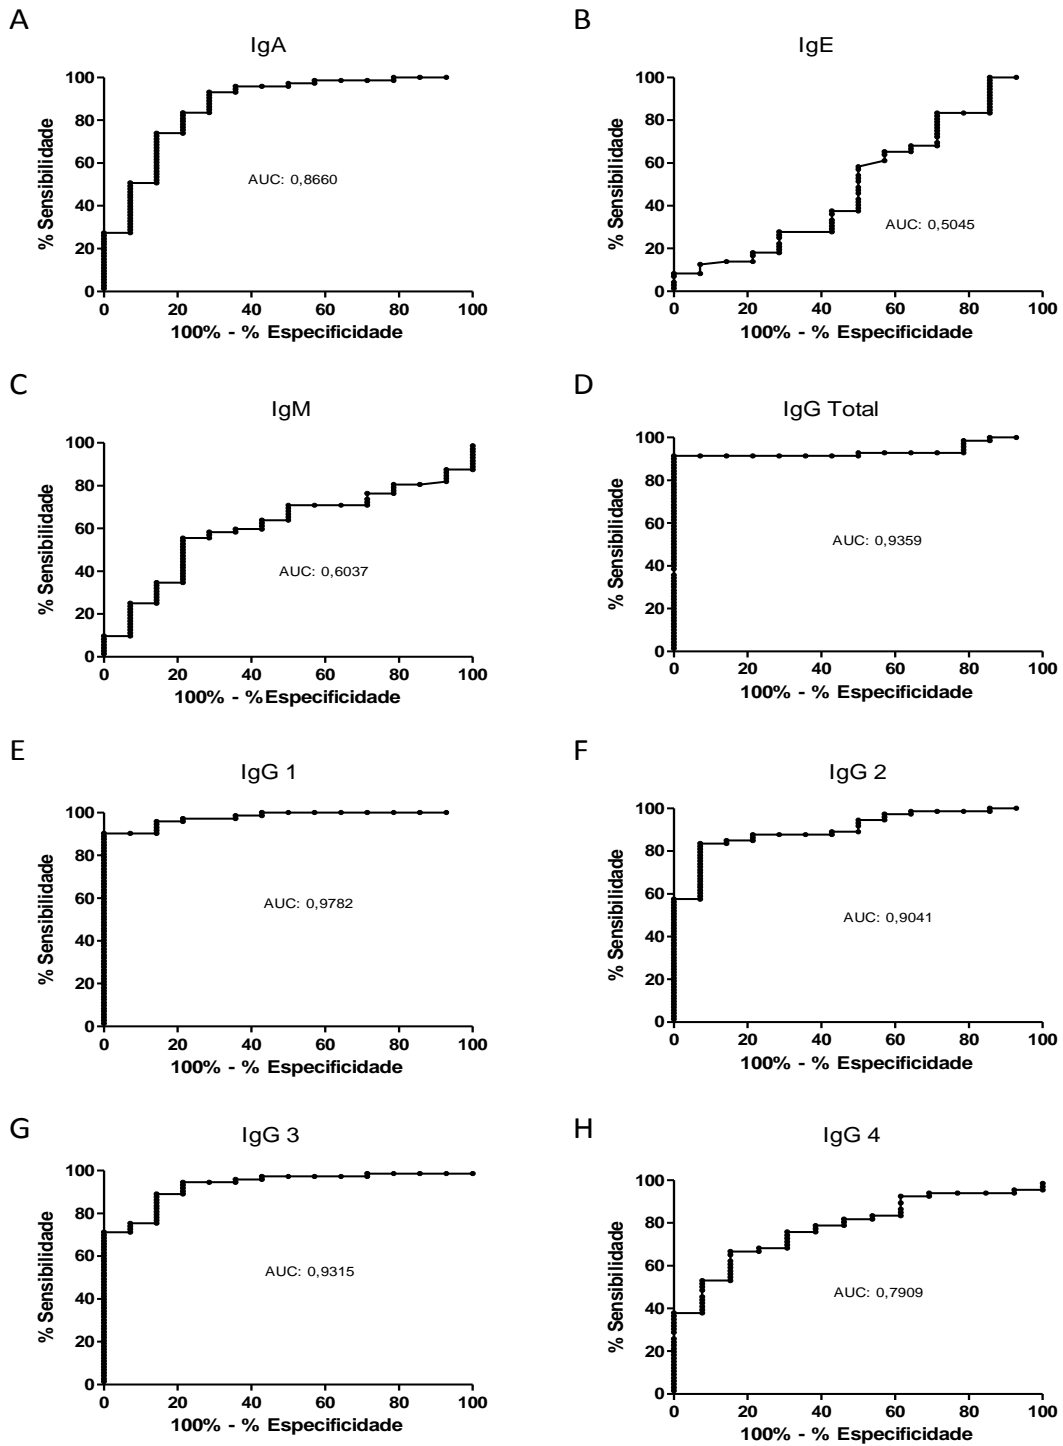 A
IgA
% Sensibilidade
100
80
60
40
20
0
AUC: 0,8660
0 20 40 60 80 100
100% - % Especificidade
B
IgE
% Sensibilidade
100
80
60
40
20
0
AUC: 0,5045
0 20 40 60 80 100
100% - % Especificidade
C
IgM
% Sensibilidade
100
80
60
40
20
0
AUC: 0,6037
0 20 40 60 80 100
100% - %Especificidade
D
IgG Total
% Sensibilidade
100
80
60
40
20
0
AUC: 0,9359
0 20 40 60 80 100
100% - % Especificidade
E
IgG 1
% Sensibilidade
100
80
60
40
20
0
AUC: 0,9782
0 20 40 60 80 100
100% - % Especificidade
F
IgG 2
% Sensibilidade
100
80
60
40
20
0
AUC: 0,9041
0 20 40 60 80 100
100% - % Especificidade
G
IgG 3
% Sensibilidade
100
80
60
40
20
0
AUC: 0,9315
0 20 40 60 80 100
100% - % Especificidade
H
IgG 4
% Sensibilidade
100
80
60
40
20
0
AUC: 0,7909
0 20 40 60 80 100
100% - % Especificidade